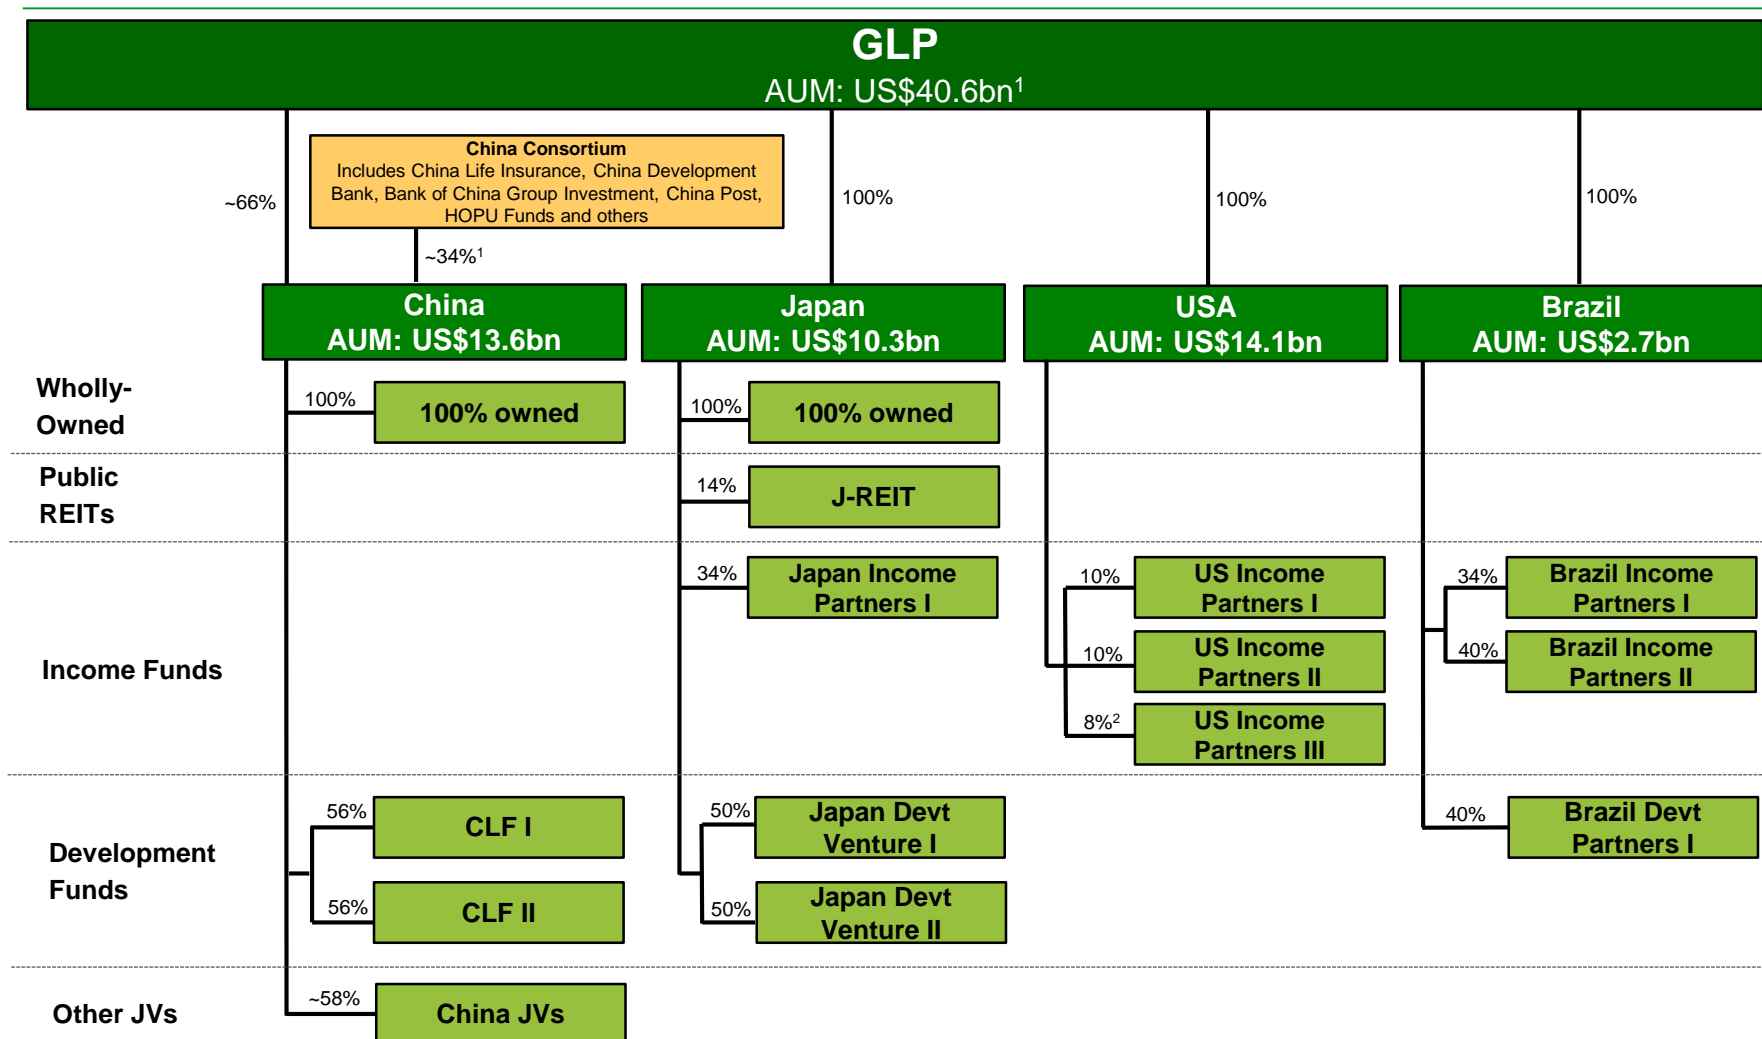 GLP
AUM: US$40.6bn1
China Consortium
Includes China Life Insurance, China Development
Bank, Bank of China Group Investment, China Post,
HOPU Funds and others
~66%
100%
100%
100%
~34%1
China
AUM: US$13.6bn
Japan
AUM: US$10.3bn
USA
AUM: US$14.1bn
Brazil
AUM: US$2.7bn
Wholly-
Owned
100%
100% owned
100%
100% owned
Public
REITs
14%
J-REIT
Income Funds
34%
Japan Income
Partners I
10%
US Income
Partners I
10%
US Income
Partners II
8%2
US Income
Partners III
34%
Brazil Income
Partners I
40%
Brazil Income
Partners II
Development
Funds
56%
CLF I
56%
CLF II
50%
Japan Devt
Venture I
50%
Japan Devt
Venture II
40%
Brazil Devt
Partners I
Other JVs
~58%
China JVs